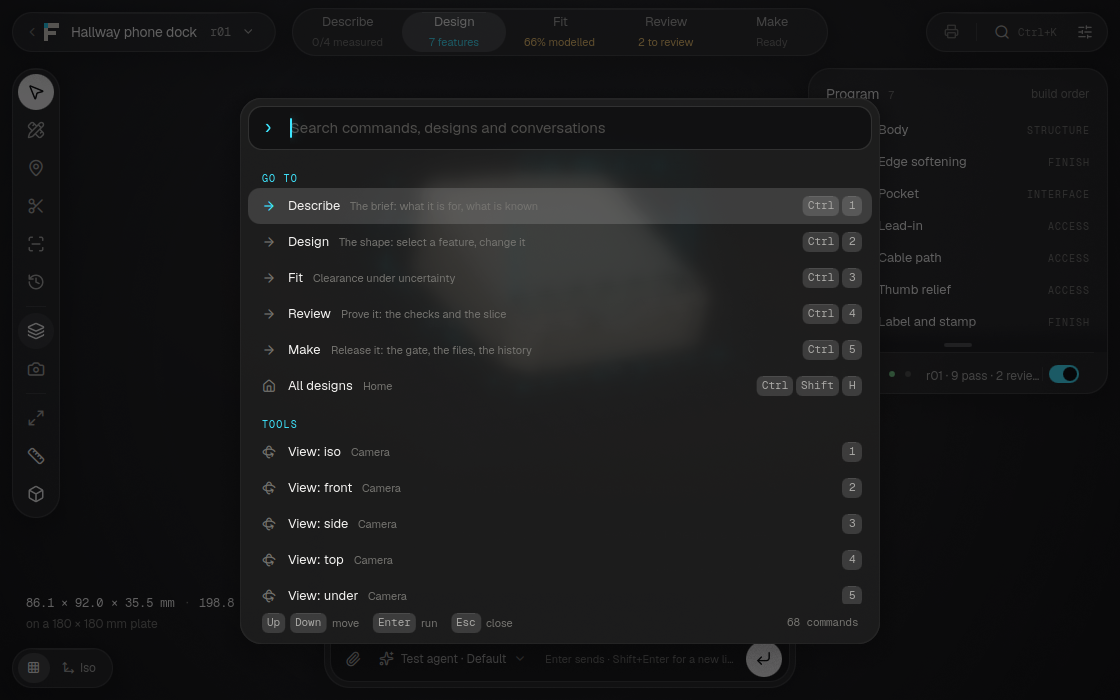 Hallway phone dock r01
Describe
0/4 measured
Design
7 features
Fit
66% modelled
Review
2 to review
Make
Ready
Ctrl+K
Program 7 build order
Body STRUCTURE
Edge softening FINISH
Pocket INTERFACE
Lead-in ACCESS
Cable path ACCESS
Thumb relief ACCESS
Label and stamp FINISH
r01 · 9 pass · 2 revie…
Search commands, designs and conversations
GO TO
Describe The brief: what it is for, what is known Ctrl 1
Design The shape: select a feature, change it Ctrl 2
Fit Clearance under uncertainty Ctrl 3
Review Prove it: the checks and the slice Ctrl 4
Make Release it: the gate, the files, the history Ctrl 5
All designs Home Ctrl Shift H
TOOLS
View: iso Camera 1
View: front Camera 2
View: side Camera 3
View: top Camera 4
View: under Camera 5
Up Down move Enter run Esc close 68 commands
86.1 × 92.0 × 35.5 mm · 198.8
on a 180 × 180 mm plate
Iso
Test agent · Default
Enter sends · Shift+Enter for a new li…